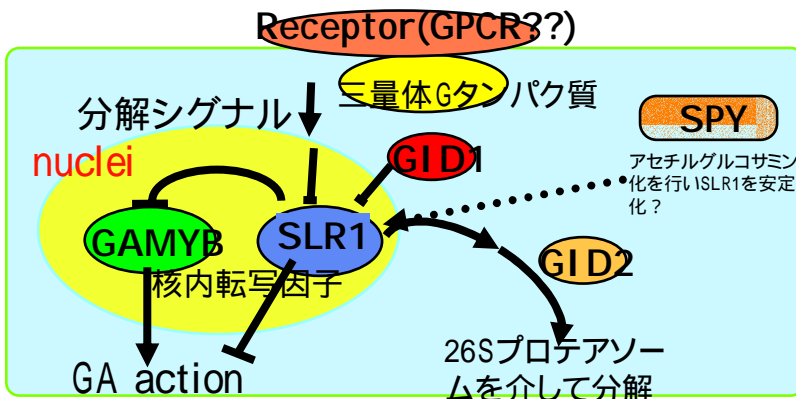 Receptor(GPCR??)
三量体Gタンパク質
分解シグナル
SPY
nuclei
GID1
アセチルグルコサミン
化を行いSLR1を安定
化？
GAMYB
SLR1
GID2
核内転写因子
26Sプロテアソー
ムを介して分解
GA action